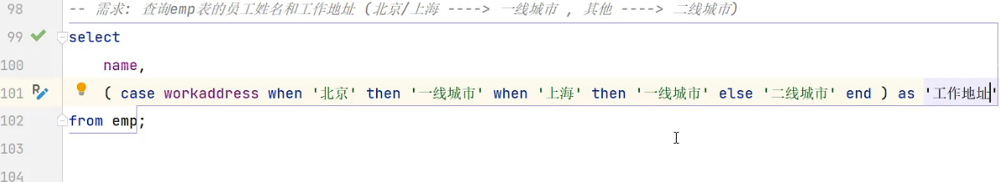 98 -- 需求: 查询emp表的员工姓名和工作地址 (北京/上海 ----> 一线城市 , 其他 ----> 二线城市)
99 select
100 name,
101 ( case workaddress when '北京' then '一线城市' when '上海' then '一线城市' else '二线城市' end ) as '工作地址'
102 from emp;
103
104